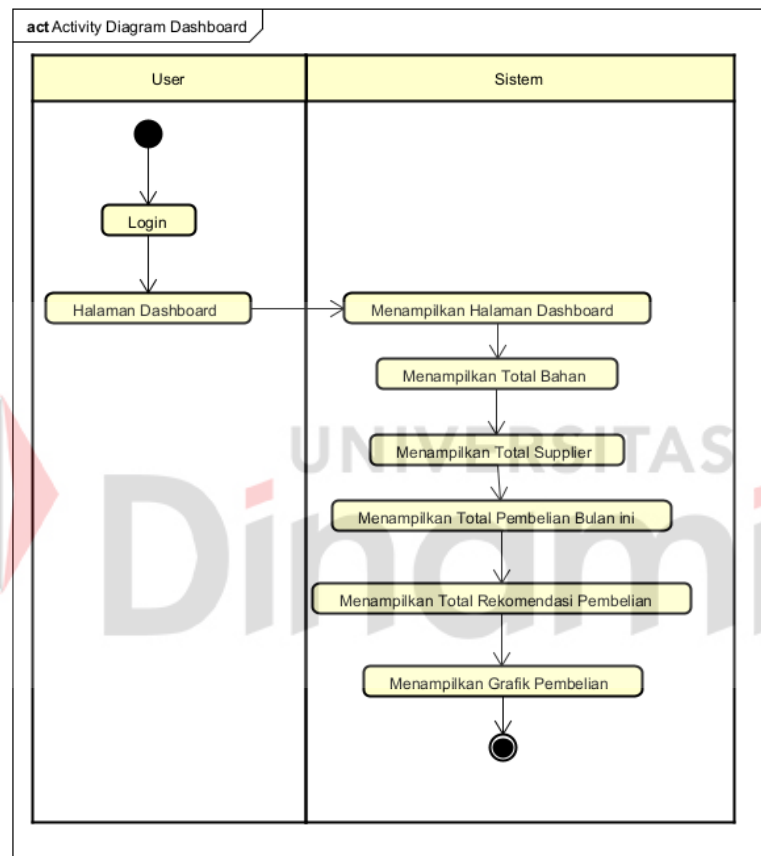 act Activity Diagram Dashboard
User
Sistem
Login
Halaman Dashboard
Menampilkan Halaman Dashboard
Menampilkan Total Bahan
Menampilkan Total Supplier
UNIVERSITAS
Menampilkan Total Pembelian Bulan ini
Dinami
Menampilkan Total Rekomendasi Pembelian
Menampilkan Grafik Pembelian